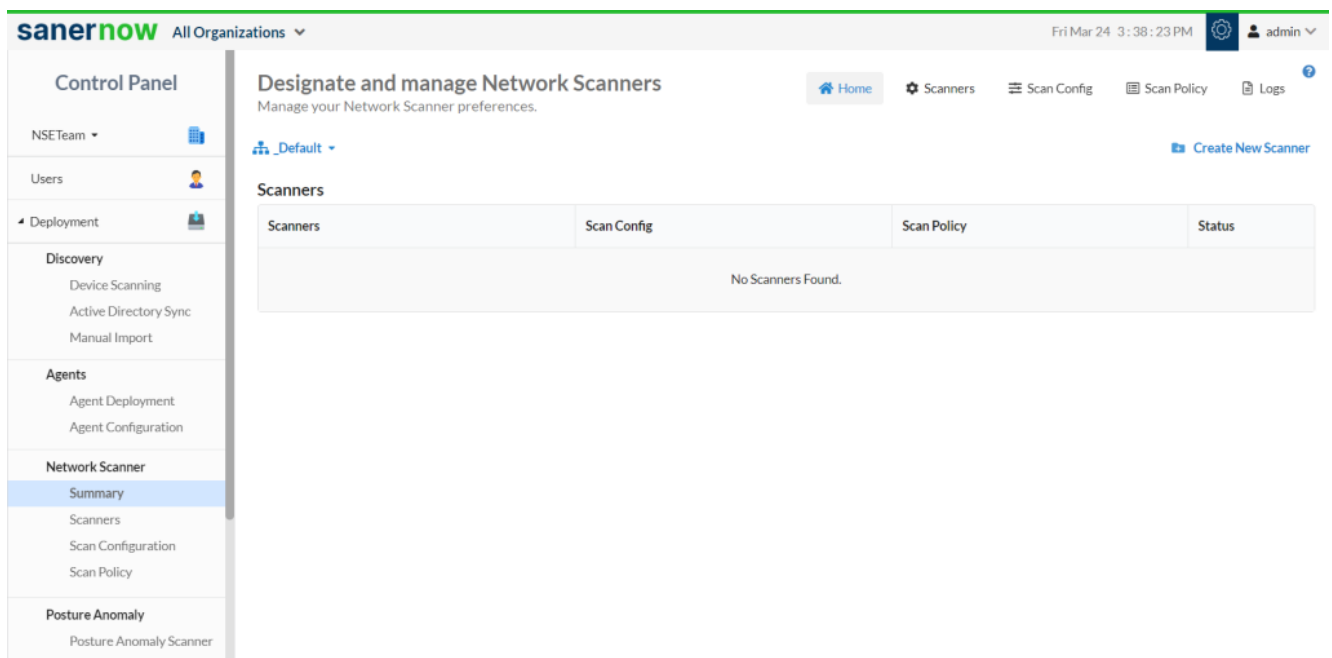 sanernow All Organizations
Fri Mar 24 3 : 38 : 23 PM admin
Control Panel
NSETeam
Users
Deployment
Discovery
Device Scanning
Active Directory Sync
Manual Import
Agents
Agent Deployment
Agent Configuration
Network Scanner
Summary
Scanners
Scan Configuration
Scan Policy
Posture Anomaly
Posture Anomaly Scanner
Designate and manage Network Scanners
Manage your Network Scanner preferences.
Home Scanners Scan Config Scan Policy Logs ?
_Default
Create New Scanner
Scanners
Scanners Scan Config Scan Policy Status
No Scanners Found.